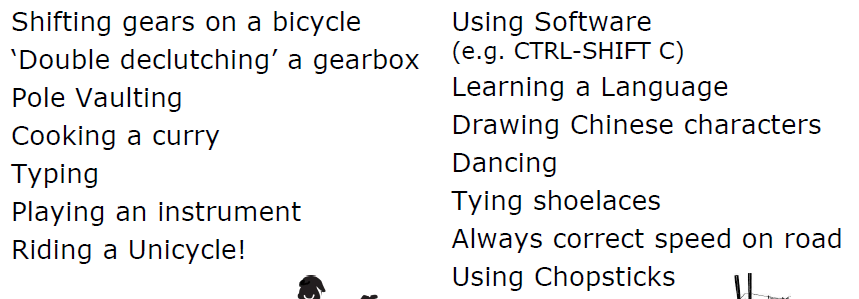 Shifting gears on a bicycle
‘Double declutching’ a gearbox
Pole Vaulting
Cooking a curry
Typing
Playing an instrument
Riding a Unicycle!
Using Software
(e.g. CTRL-SHIFT C)
Learning a Language
Drawing Chinese characters
Dancing
Tying shoelaces
Always correct speed on road
Using Chopsticks